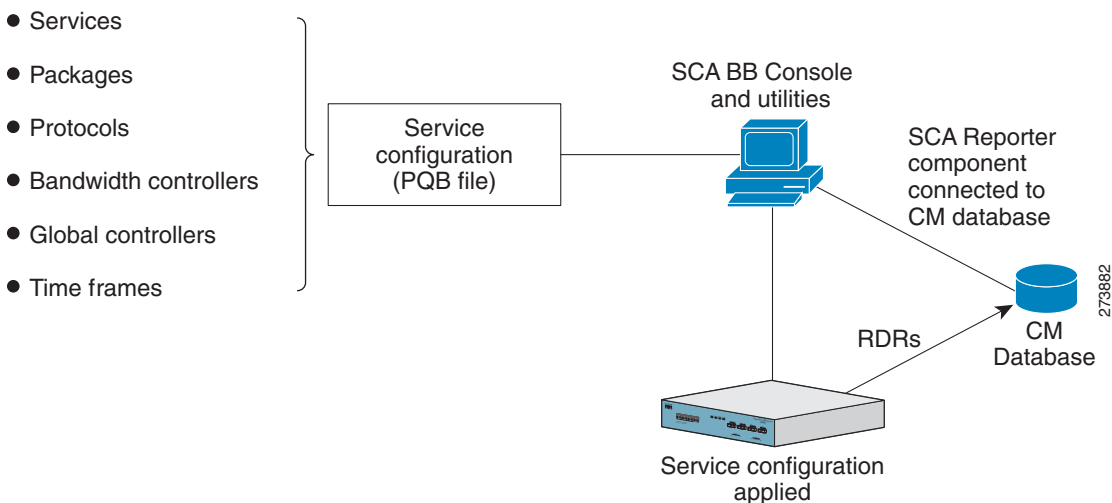 ● Services
● Packages
● Protocols
● Bandwidth controllers
● Global controllers
● Time frames
Service
configuration
(PQB file)
SCA BB Console
and utilities
SCA Reporter
component
connected to
CM database
273882
CM
Database
RDRs
Service configuration
applied